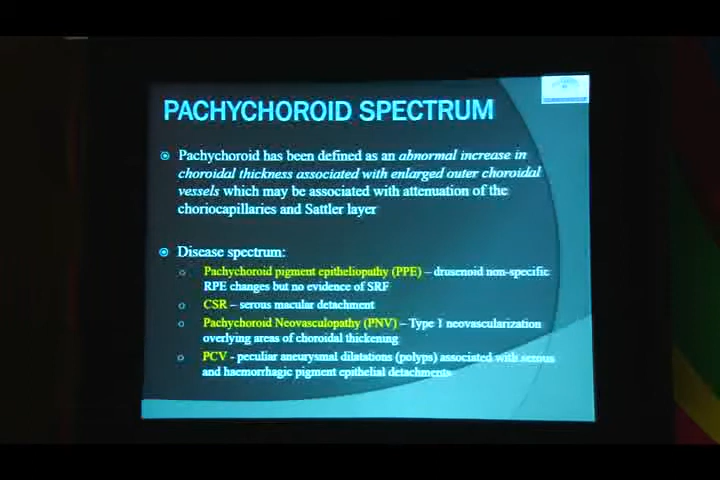 PACHYCHOROID SPECTRUM
Pachychoroid has been defined as an abnormal increase in
choroidal thickness associated with enlarged outer choroidal
vessels which may be associated with attenuation of the
choriocapillaries and Sattler layer
Disease spectrum:
Pachychoroid pigment epitheliopathy (PPE) – drusenoid non-specific
RPE changes but no evidence of SRF
CSR – serous macular detachment
Pachychoroid Neovasculopathy (PNV) – Type 1 neovascularization
overlying areas of choroidal thickening
PCV - peculiar aneurysmal dilatations (polyps) associated with serous
and haemorrhagic pigment epithelial detachments